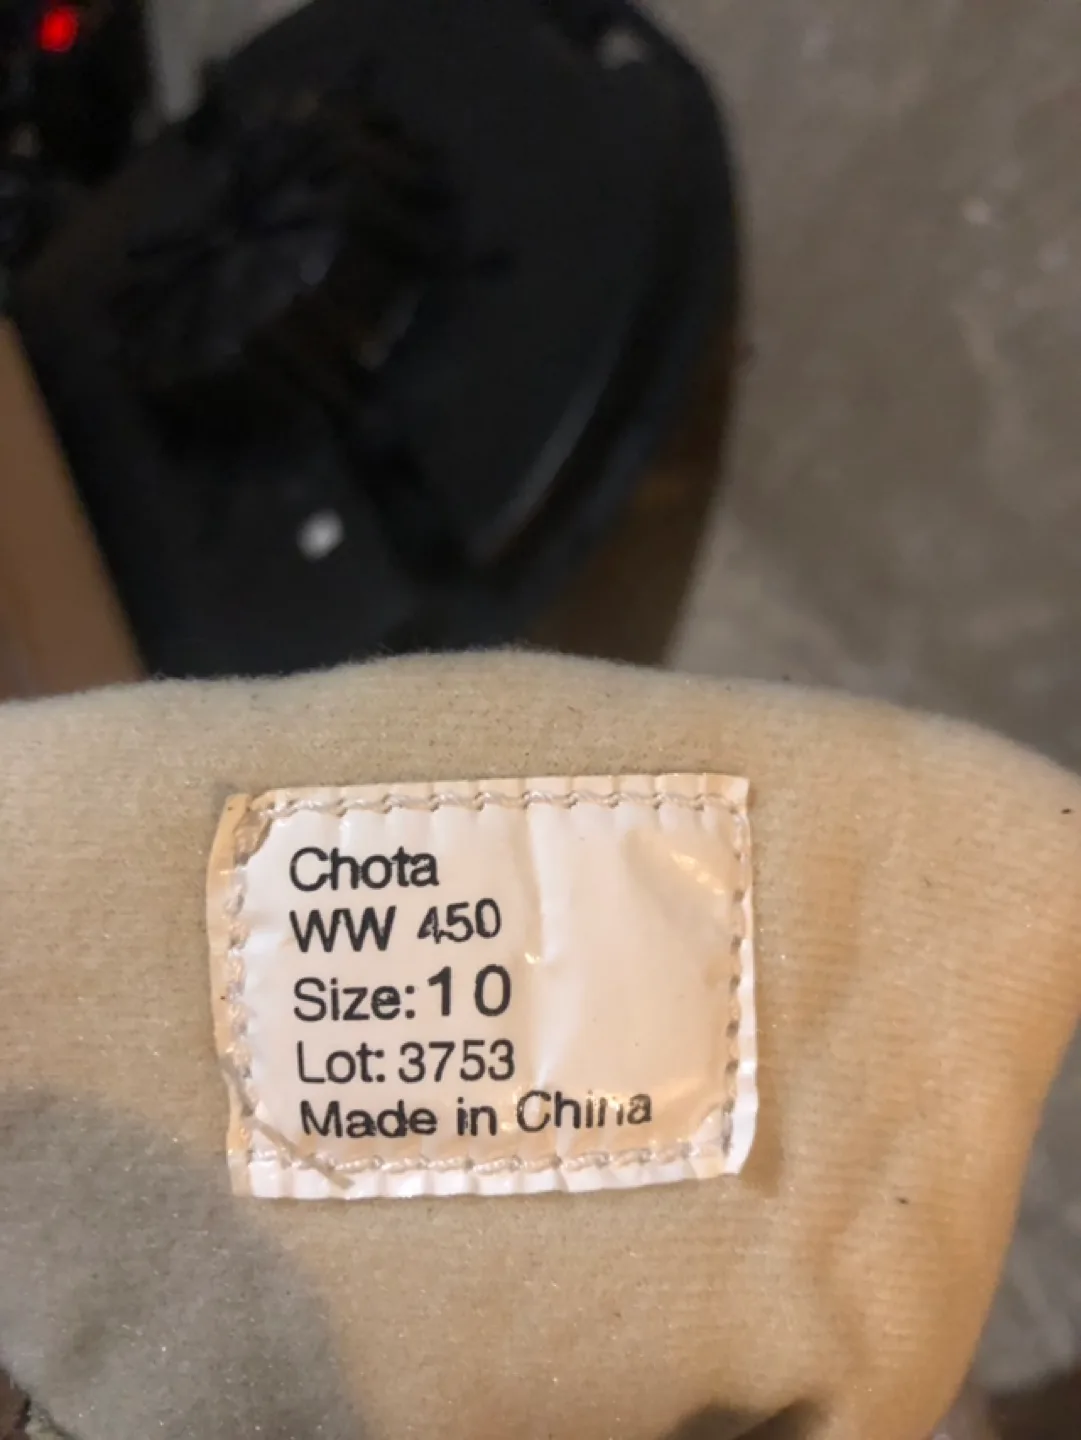 Chota
WW 450
Size: 10
Lot: 3753
Made in China